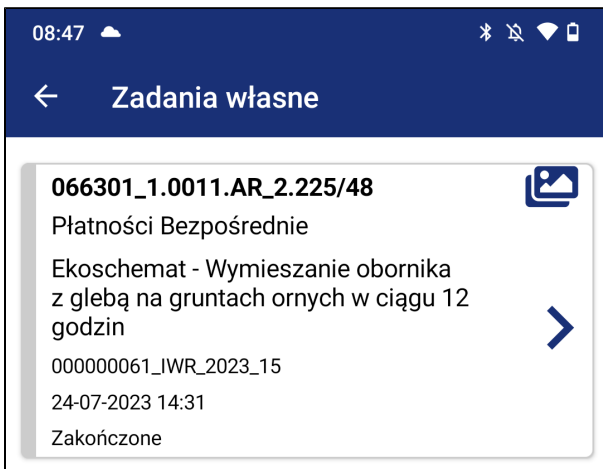 08:47
Zadania własne
066301_1.0011.AR_2.225/48
Płatności Bezpośrednie
Ekoschemat - Wymieszanie obornika
z glebą na gruntach ornych w ciągu 12
godzin
000000061_IWR_2023_15
24-07-2023 14:31
Zakończone